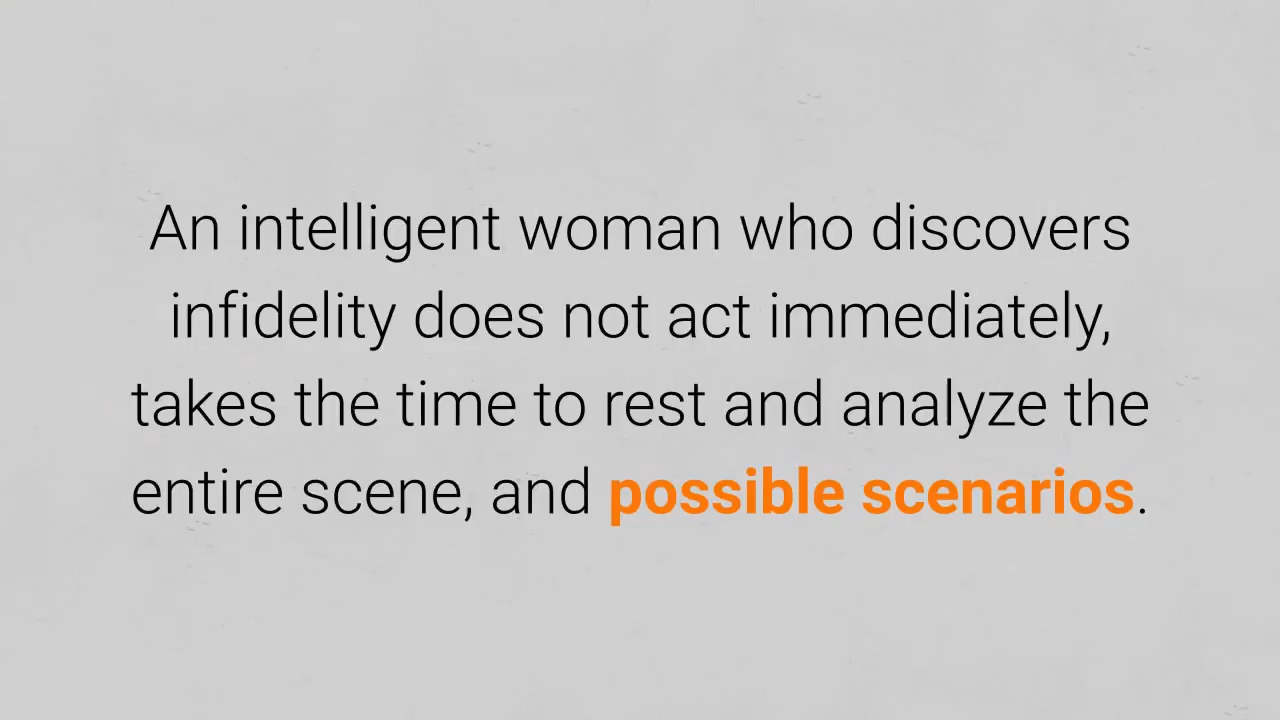 An intelligent woman who discovers
infidelity does not act immediately,
takes the time to rest and analyze the
entire scene, and possible scenarios.